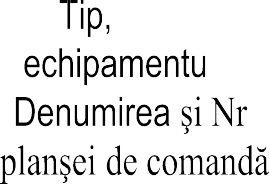 Tip,
echipamentu
Denumirea şi Nr
planşei de comandă